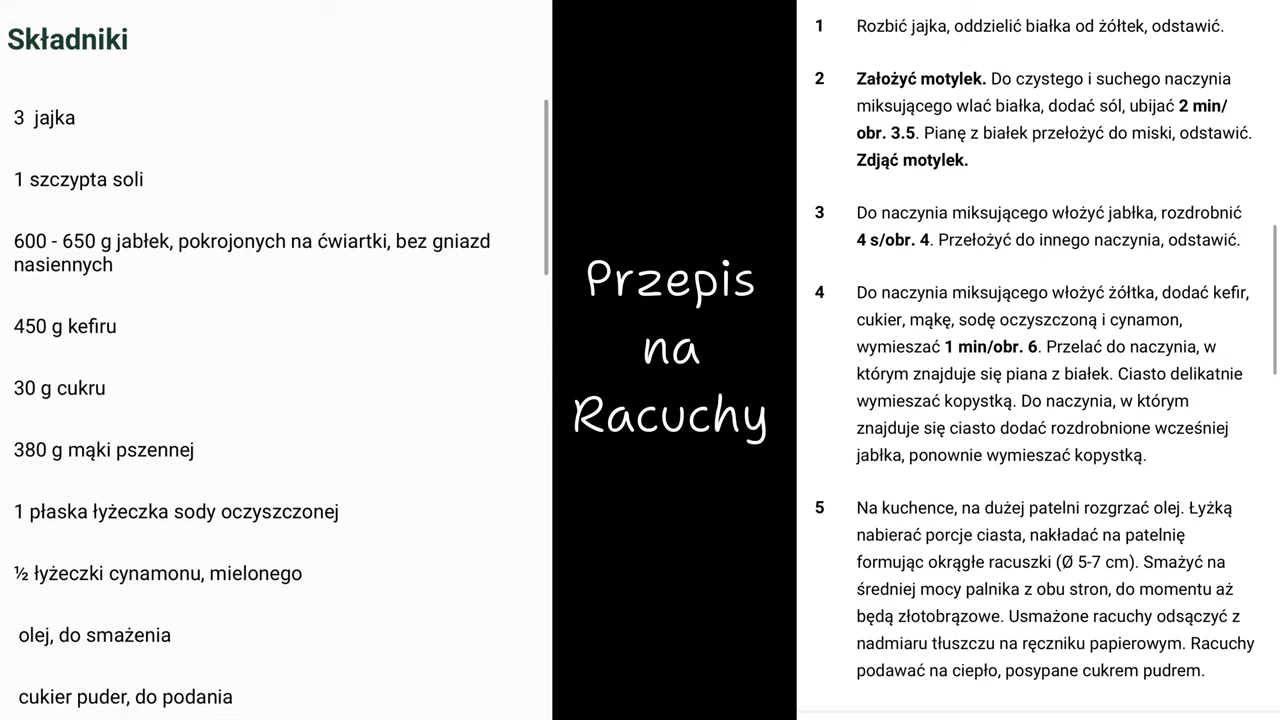 Składniki
3 jajka
1 szczypta soli
600 - 650 g jabłek, pokrojonych na ćwiartki, bez gniazd
nasiennych
450 g kefiru
30 g cukru
380 g mąki pszennej
1 płaska łyżeczka sody oczyszczonej
½ łyżeczki cynamonu, mielonego
olej, do smażenia
cukier puder, do podania
Przepis
na
Racuchy
1 Rozbić jajka, oddzielić białka od żółtek, odstawić.
2 Założyć motylek. Do czystego i suchego naczynia
miksującego wlać białka, dodać sól, ubijać 2 min/
obr. 3.5. Pianę z białek przełożyć do miski, odstawić.
Zdjąć motylek.
3 Do naczynia miksującego włożyć jabłka, rozdrobnić
4 s/obr. 4. Przełożyć do innego naczynia, odstawić.
4 Do naczynia miksującego włożyć żółtka, dodać kefir,
cukier, mąkę, sodę oczyszczoną i cynamon,
wymieszać 1 min/obr. 6. Przelać do naczynia, w
którym znajduje się piana z białek. Ciasto delikatnie
wymieszać kopystką. Do naczynia, w którym
znajduje się ciasto dodać rozdrobnione wcześniej
jabłka, ponownie wymieszać kopystką.
5 Na kuchence, na dużej patelni rozgrzać olej. Łyżką
nabierać porcje ciasta, nakładać na patelnię
formując okrągłe racuszki (Ø 5-7 cm). Smażyć na
średniej mocy palnika z obu stron, do momentu aż
będą złotobrązowe. Usmażone racuchy odsączyć z
nadmiaru tłuszczu na ręczniku papierowym. Racuchy
podawać na ciepło, posypane cukrem pudrem.